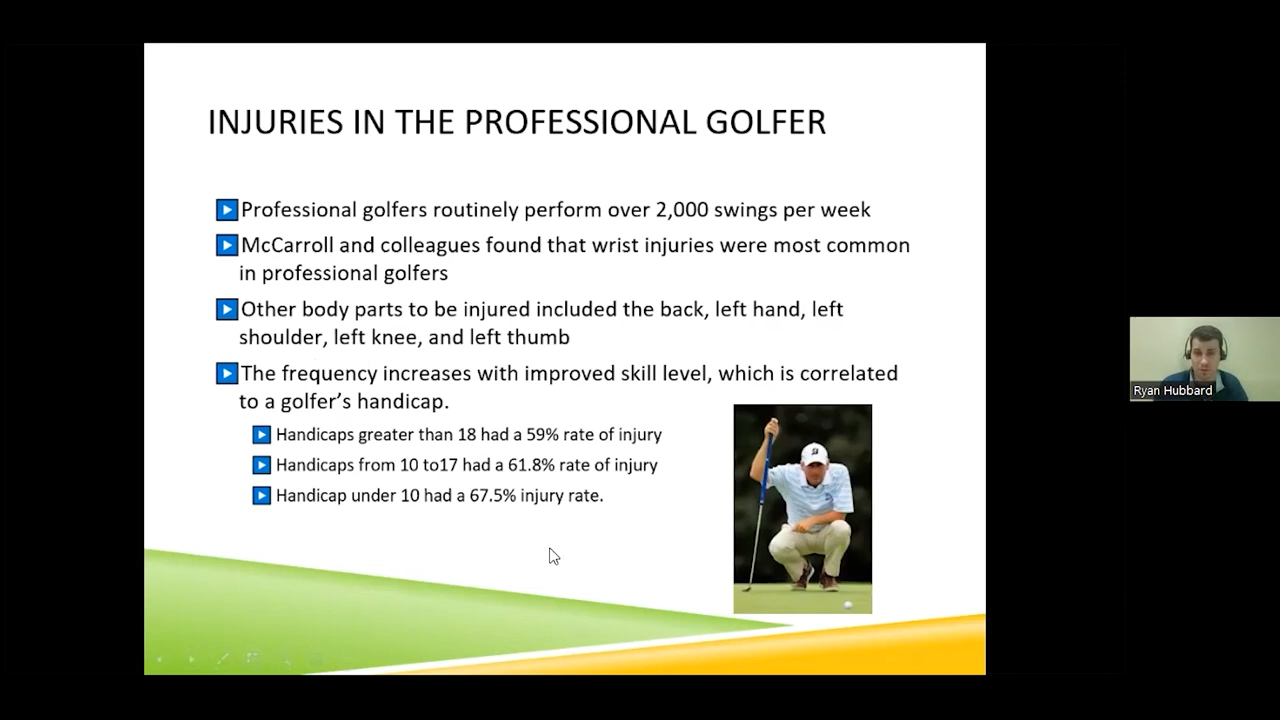 INJURIES IN THE PROFESSIONAL GOLFER
Professional golfers routinely perform over 2,000 swings per week
McCarroll and colleagues found that wrist injuries were most common
in professional golfers
Other body parts to be injured included the back, left hand, left
shoulder, left knee, and left thumb
The frequency increases with improved skill level, which is correlated
to a golfer’s handicap.
Handicaps greater than 18 had a 59% rate of injury
Handicaps from 10 to17 had a 61.8% rate of injury
Handicap under 10 had a 67.5% injury rate.
Ryan Hubbard